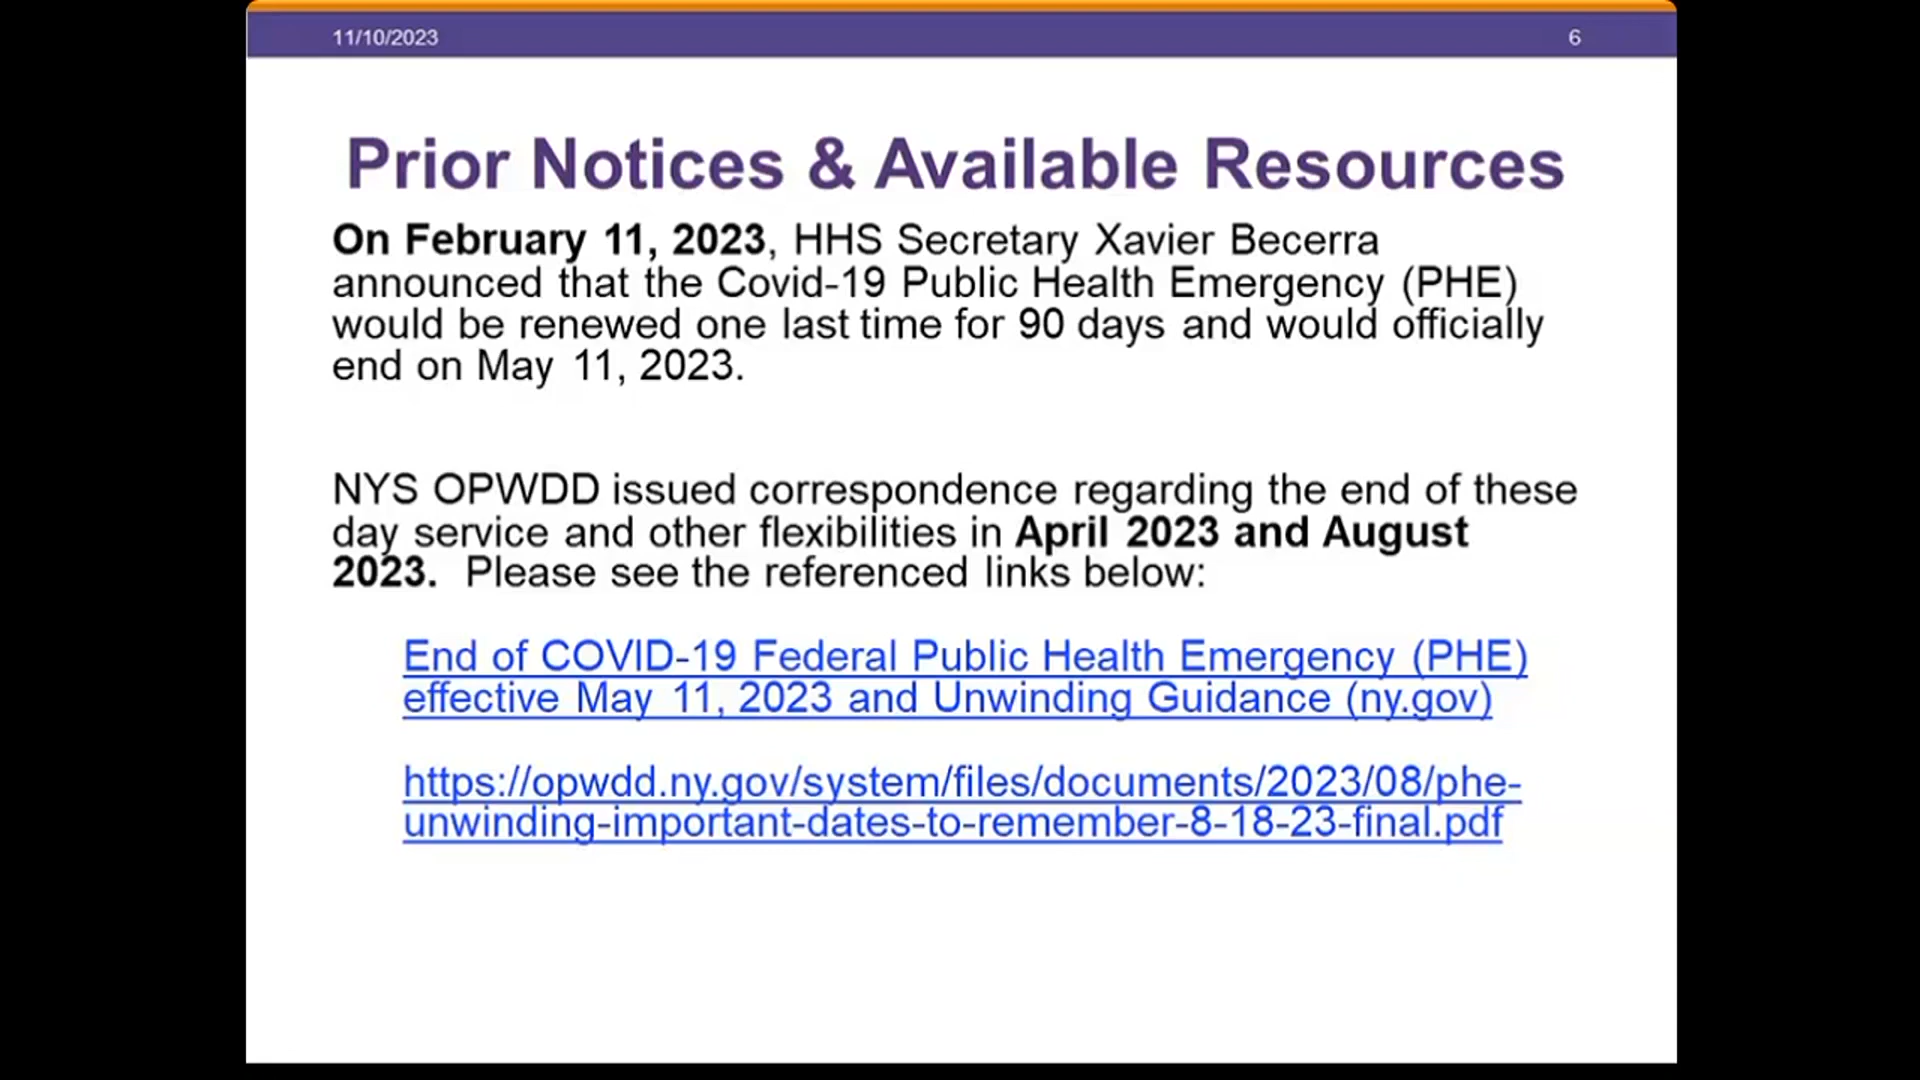 11/10/2023
6
Prior Notices & Available Resources
On February 11, 2023, HHS Secretary Xavier Becerra
announced that the Covid-19 Public Health Emergency (PHE)
would be renewed one last time for 90 days and would officially
end on May 11, 2023.
NYS OPWDD issued correspondence regarding the end of these
day service and other flexibilities in April 2023 and August
2023. Please see the referenced links below:
End of COVID-19 Federal Public Health Emergency (PHE)
effective May 11, 2023 and Unwinding Guidance (ny.gov)
https://opwdd.ny.gov/system/files/documents/2023/08/phe-
unwinding-important-dates-to-remember-8-18-23-final.pdf